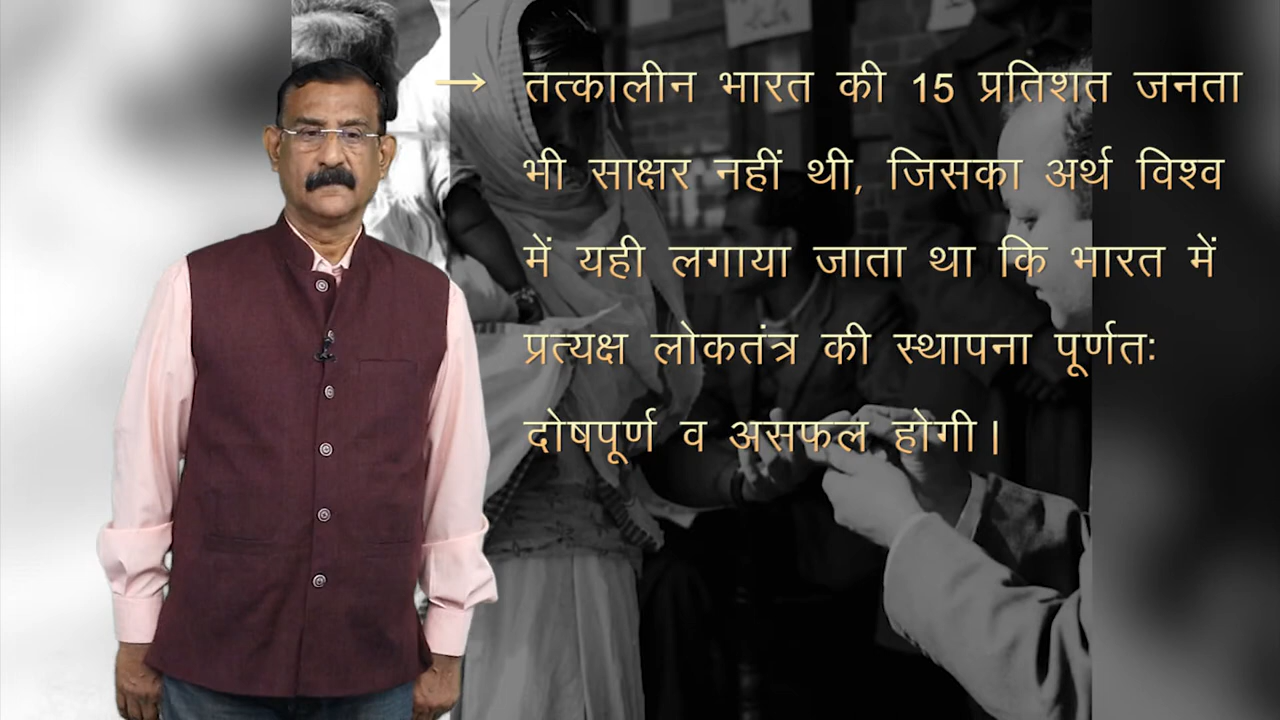 → तत्कालीन भारत की 15 प्रतिशत जनता
भी साक्षर नहीं थी, जिसका अर्थ विश्व
में यही लगाया जाता था कि भारत में
प्रत्यक्ष लोकतंत्र की स्थापना पूर्णतः
दोषपूर्ण व असफल होगी।